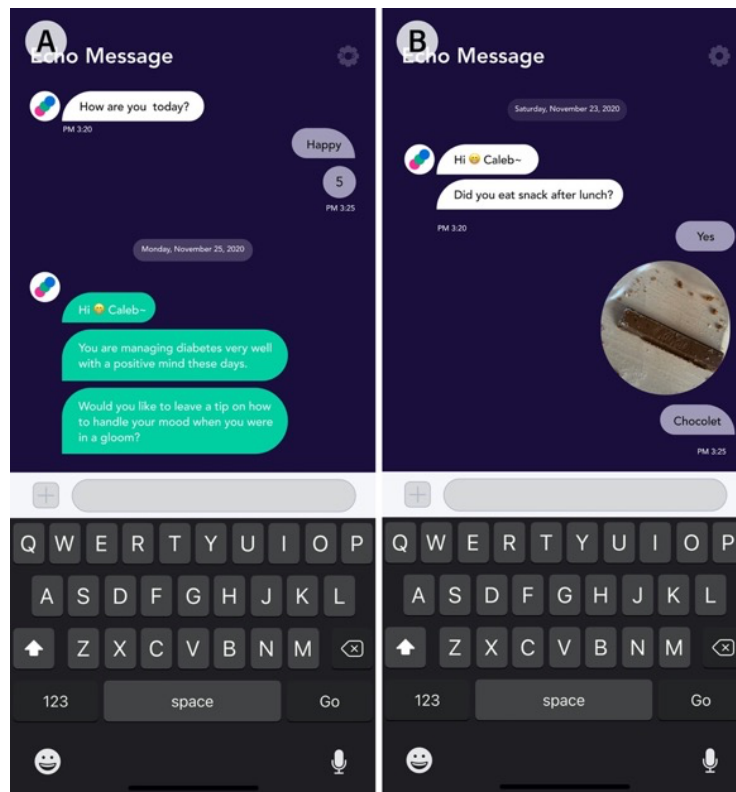 A
Echo Message
How are you today?
PM 3:20
Happy
5
PM 3:25
Monday, November 25, 2020
Hi 😋 Caleb~
You are managing diabetes very well
with a positive mind these days.
Would you like to leave a tip on how
to handle your mood when you were
in a gloom?
Q W E R T Y U I O P
A S D F G H J K L
Z X C V B N M
123 space Go
B
Echo Message
Saturday, November 23, 2020
Hi 😋 Caleb~
Did you eat snack after lunch?
PM 3:20
Yes
Chocolet
PM 3:25
Q W E R T Y U I O P
A S D F G H J K L
Z X C V B N M
123 space Go